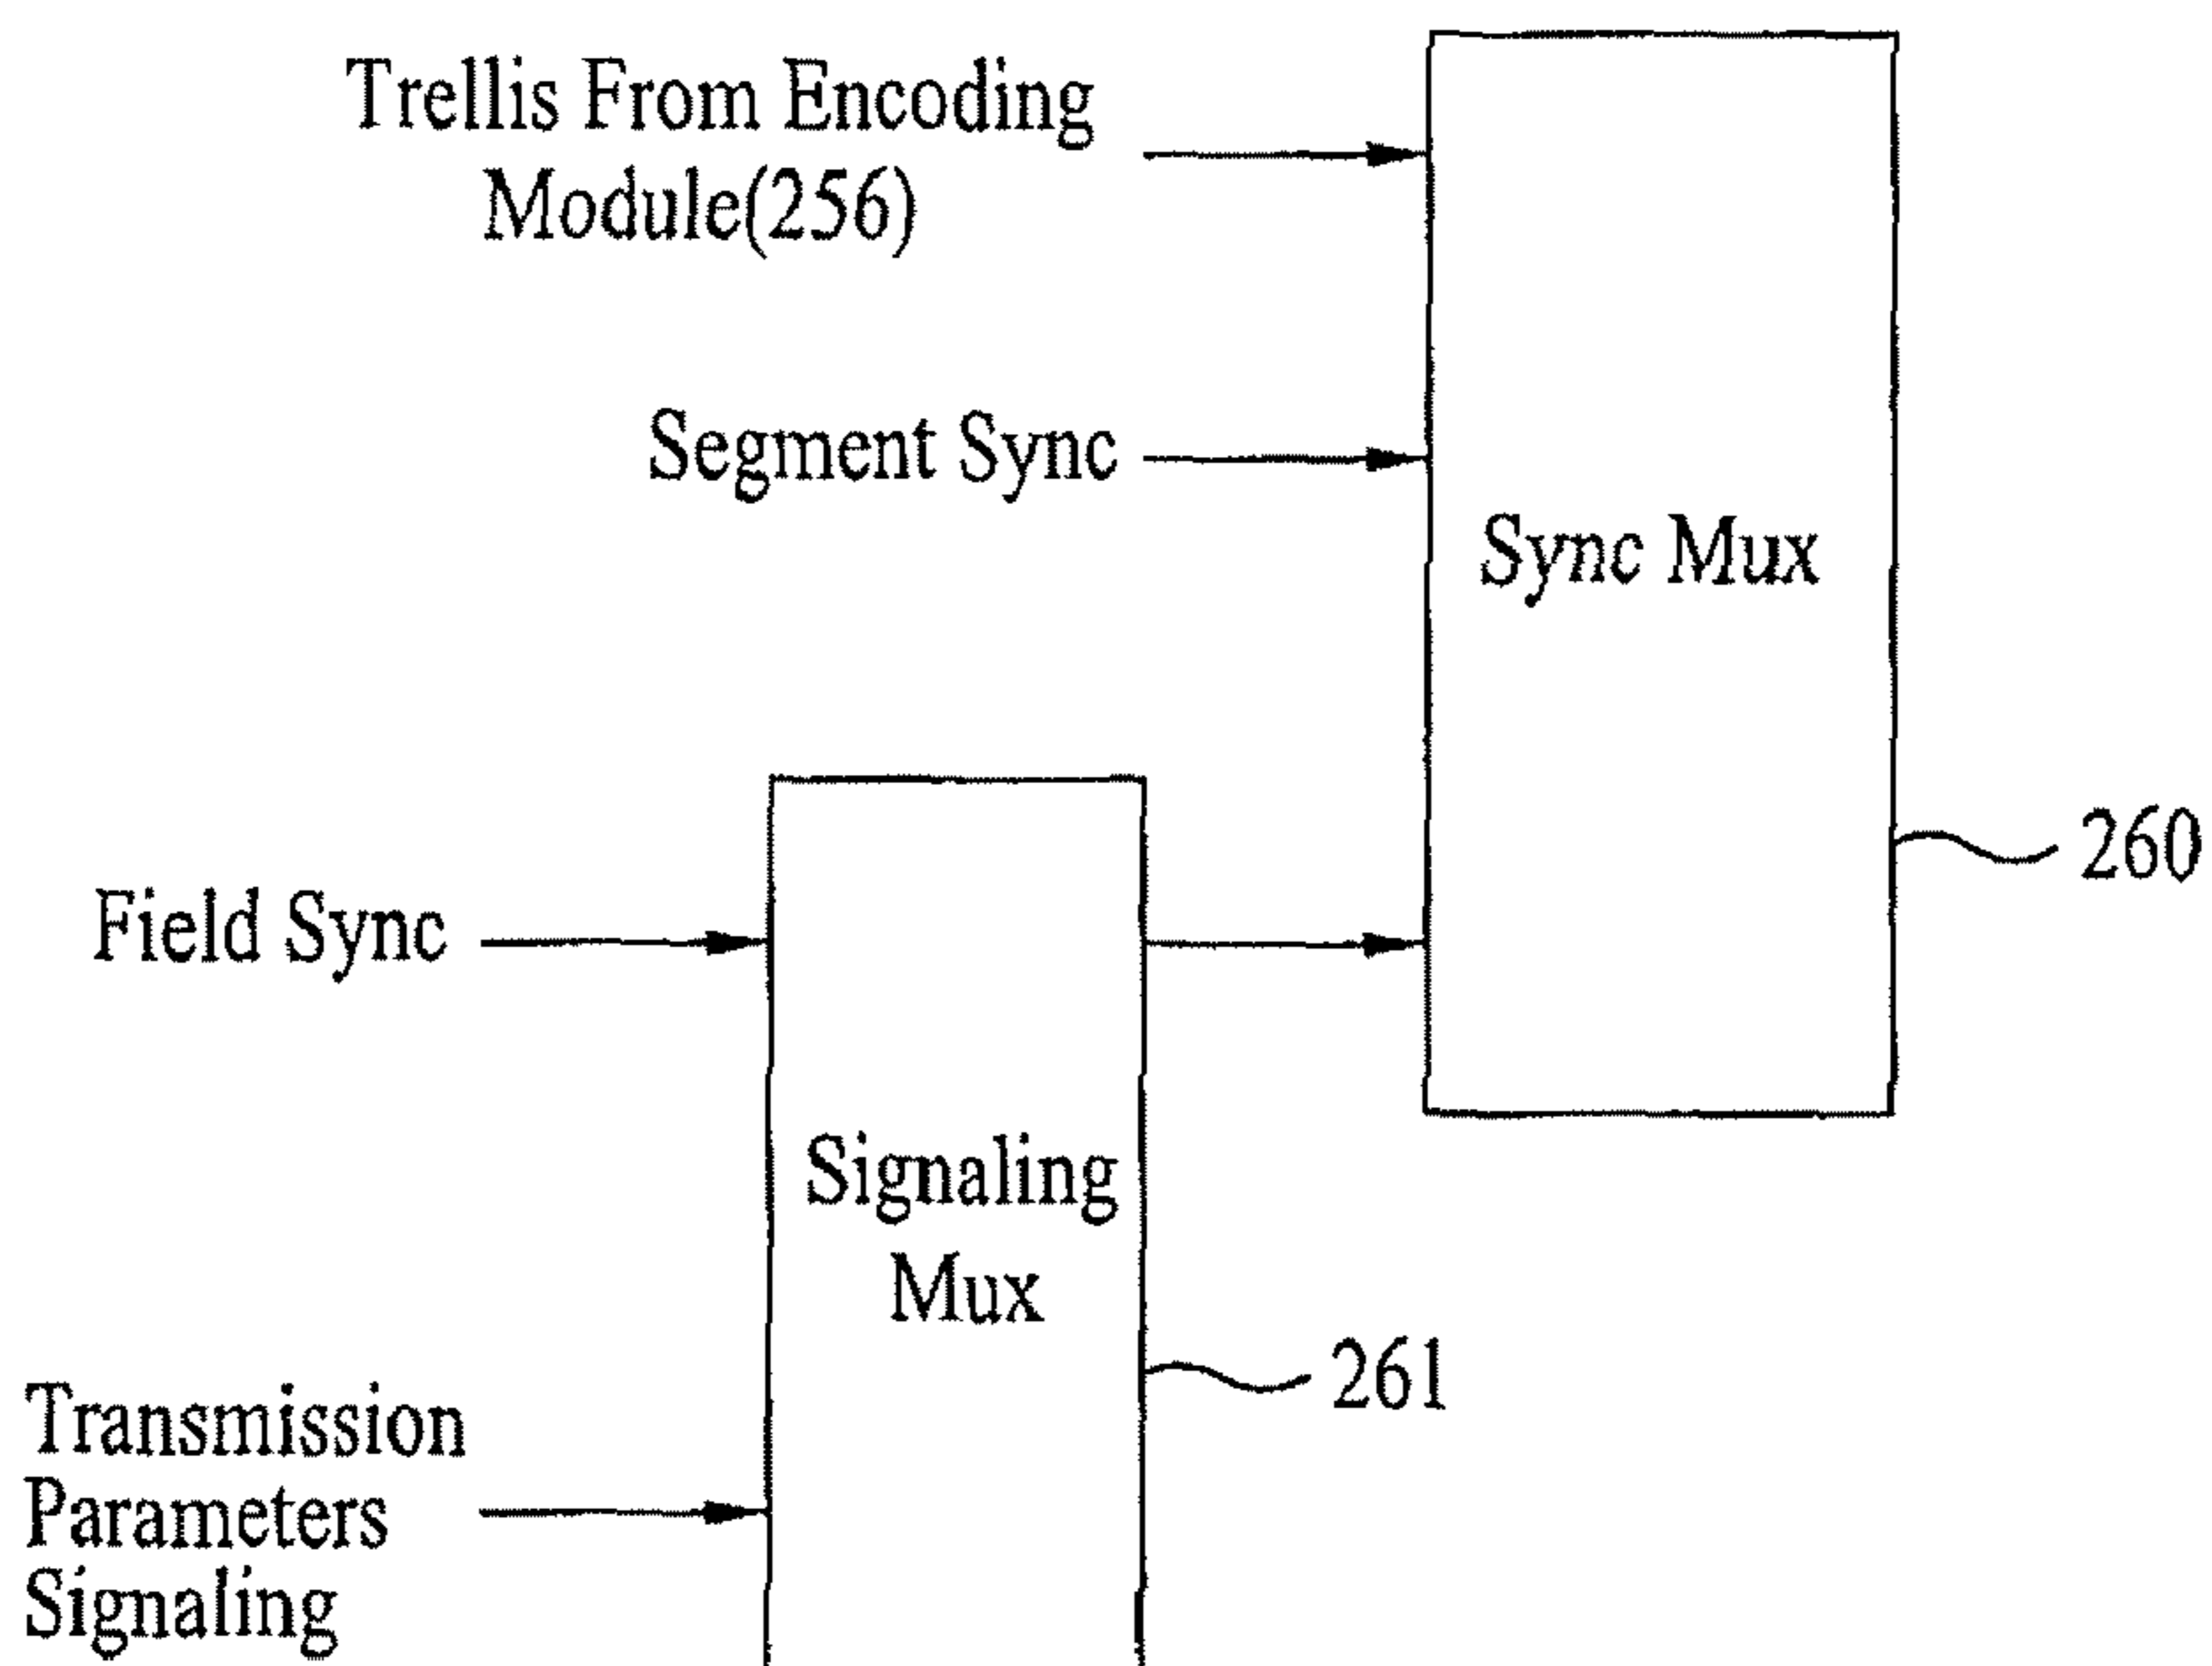 Trellis From Encoding
Module(256)
Segment Sync
Sync Mux
260
Field Sync
Signaling
Mux
261
Transmission
Parameters
Signaling